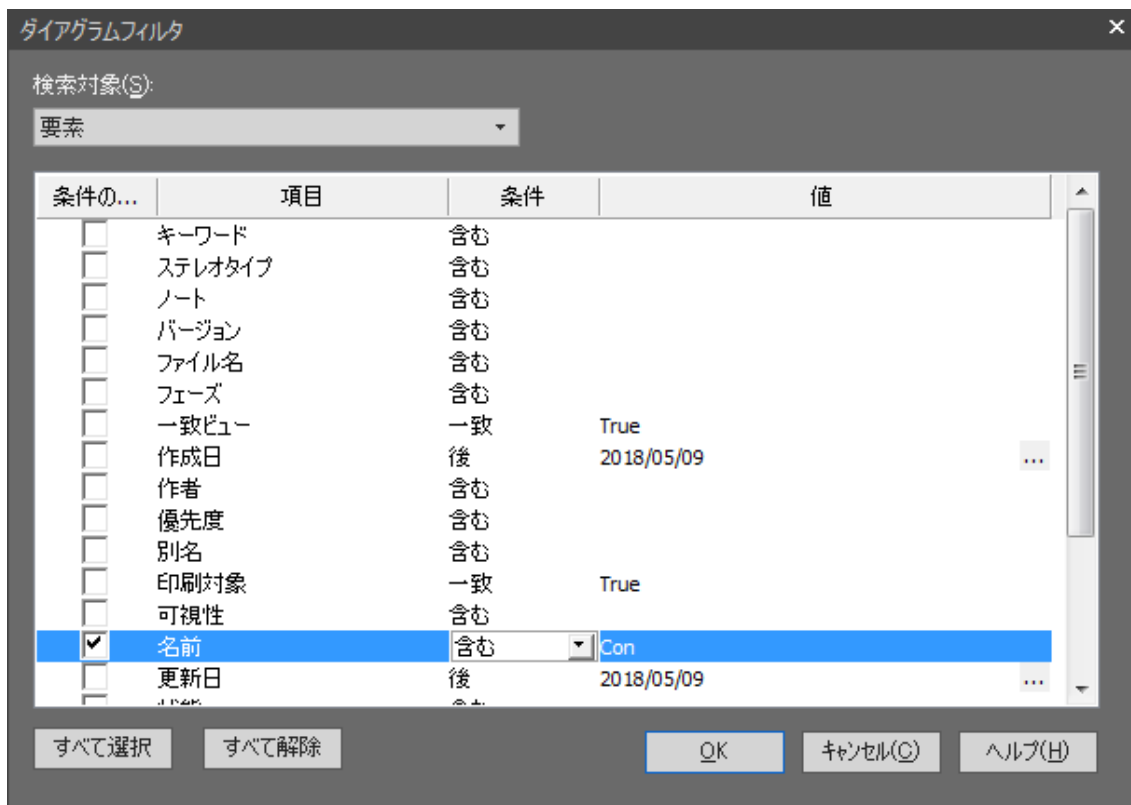 ダイアグラムフィルタ
検索対象(S):
要素
条件の... 項目 条件 値
キーワード 含む
ステレオタイプ 含む
ノート 含む
バージョン 含む
ファイル名 含む
フェーズ 含む
一致ビュー 一致 True
作成日 後 2018/05/09 ...
作者 含む
優先度 含む
別名 含む
印刷対象 一致 True
可視性 含む
名前 含む Con
更新日 後 2018/05/09 ...
すべて選択 すべて解除 OK キャンセル(C) ヘルプ(H)